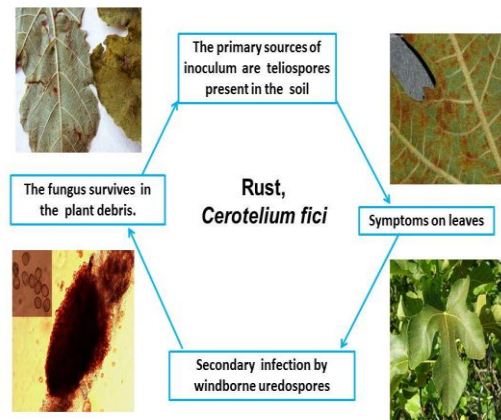 The primary sources of
inoculum are teliospores
present in the soil
The fungus survives in
the plant debris.
Rust,
Cerotelium fici
Symptoms on leaves
Secondary infection by
windborne uredospores